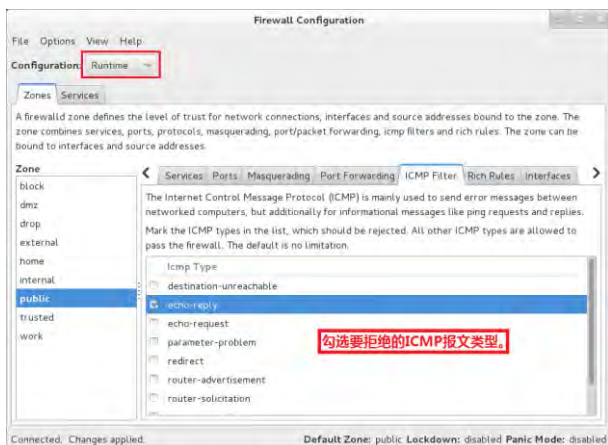 Firewall Configuration
File Options View Help
Configuration: Runtime
Zones Services
A firewalld zone defines the level of trust for network connections, interfaces and source addresses bound to the zone. The
zone combines services, ports, protocols, masquerading, port/packet forwarding, icmp filters and rich rules. The zone can be
bound to interfaces and source addresses.
Zone
block
dmz
drop
external
home
internal
public
trusted
work
Services Ports Masquerading Port Forwarding ICMP Filter Rich Rules Interfaces
The Internet Control Message Protocol (ICMP) is mainly used to send error messages between
networked computers, but additionally for informational messages like ping requests and replies.
Mark the ICMP types in the list, which should be rejected. All other ICMP types are allowed to
pass the firewall. The default is no limitation.
Icmp Type
destination-unreachable
echo-reply
echo-request
parameter-problem
redirect
router-advertisement
router-solicitation
勾选要拒绝的ICMP报文类型。
Connected. Changes applied.
Default Zone: public Lockdown: disabled Panic Mode: disabled